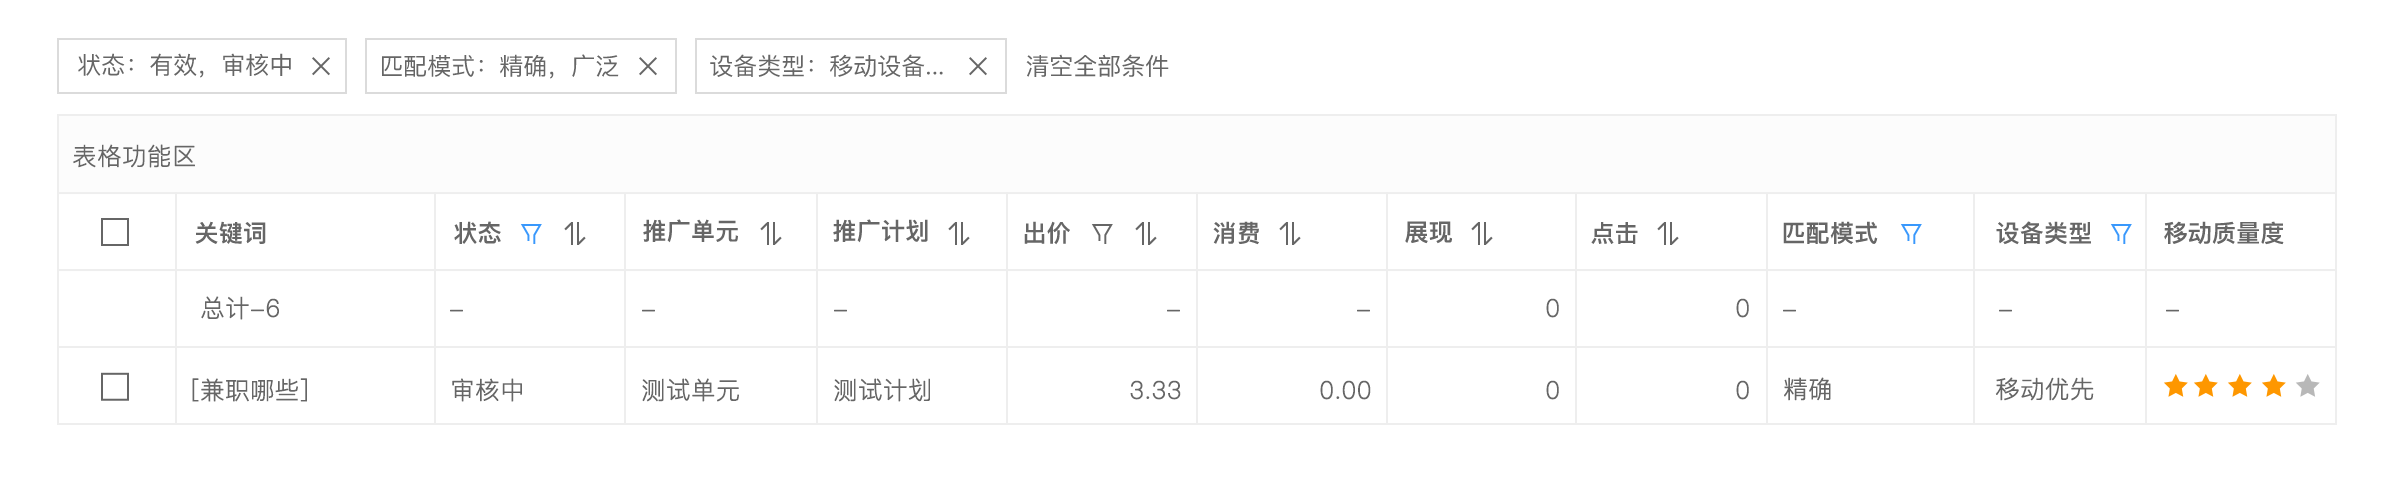 状态：有效，审核中 匹配模式：精确，广泛 设备类型：移动设备... 清空全部条件
表格功能区
关键词 状态 推广单元 推广计划 出价 消费 展现 点击 匹配模式 设备类型 移动质量度
总计-6 – – – – – 0 0 – – –
[兼职哪些] 审核中 测试单元 测试计划 3.33 0.00 0 0 精确 移动优先